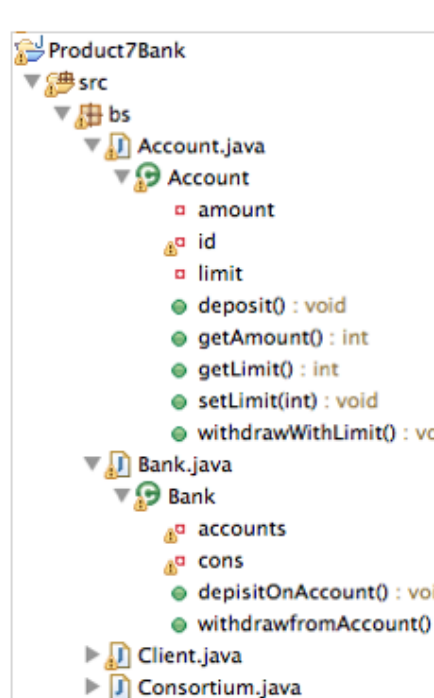 Product7Bank
src
bs
Account.java
Account
amount
id
limit
deposit() : void
getAmount() : int
getLimit() : int
setLimit(int) : void
withdrawWithLimit() : vo
Bank.java
Bank
accounts
cons
depisitOnAccount() : voi
withdrawfromAccount()
Client.java
Consortium.java